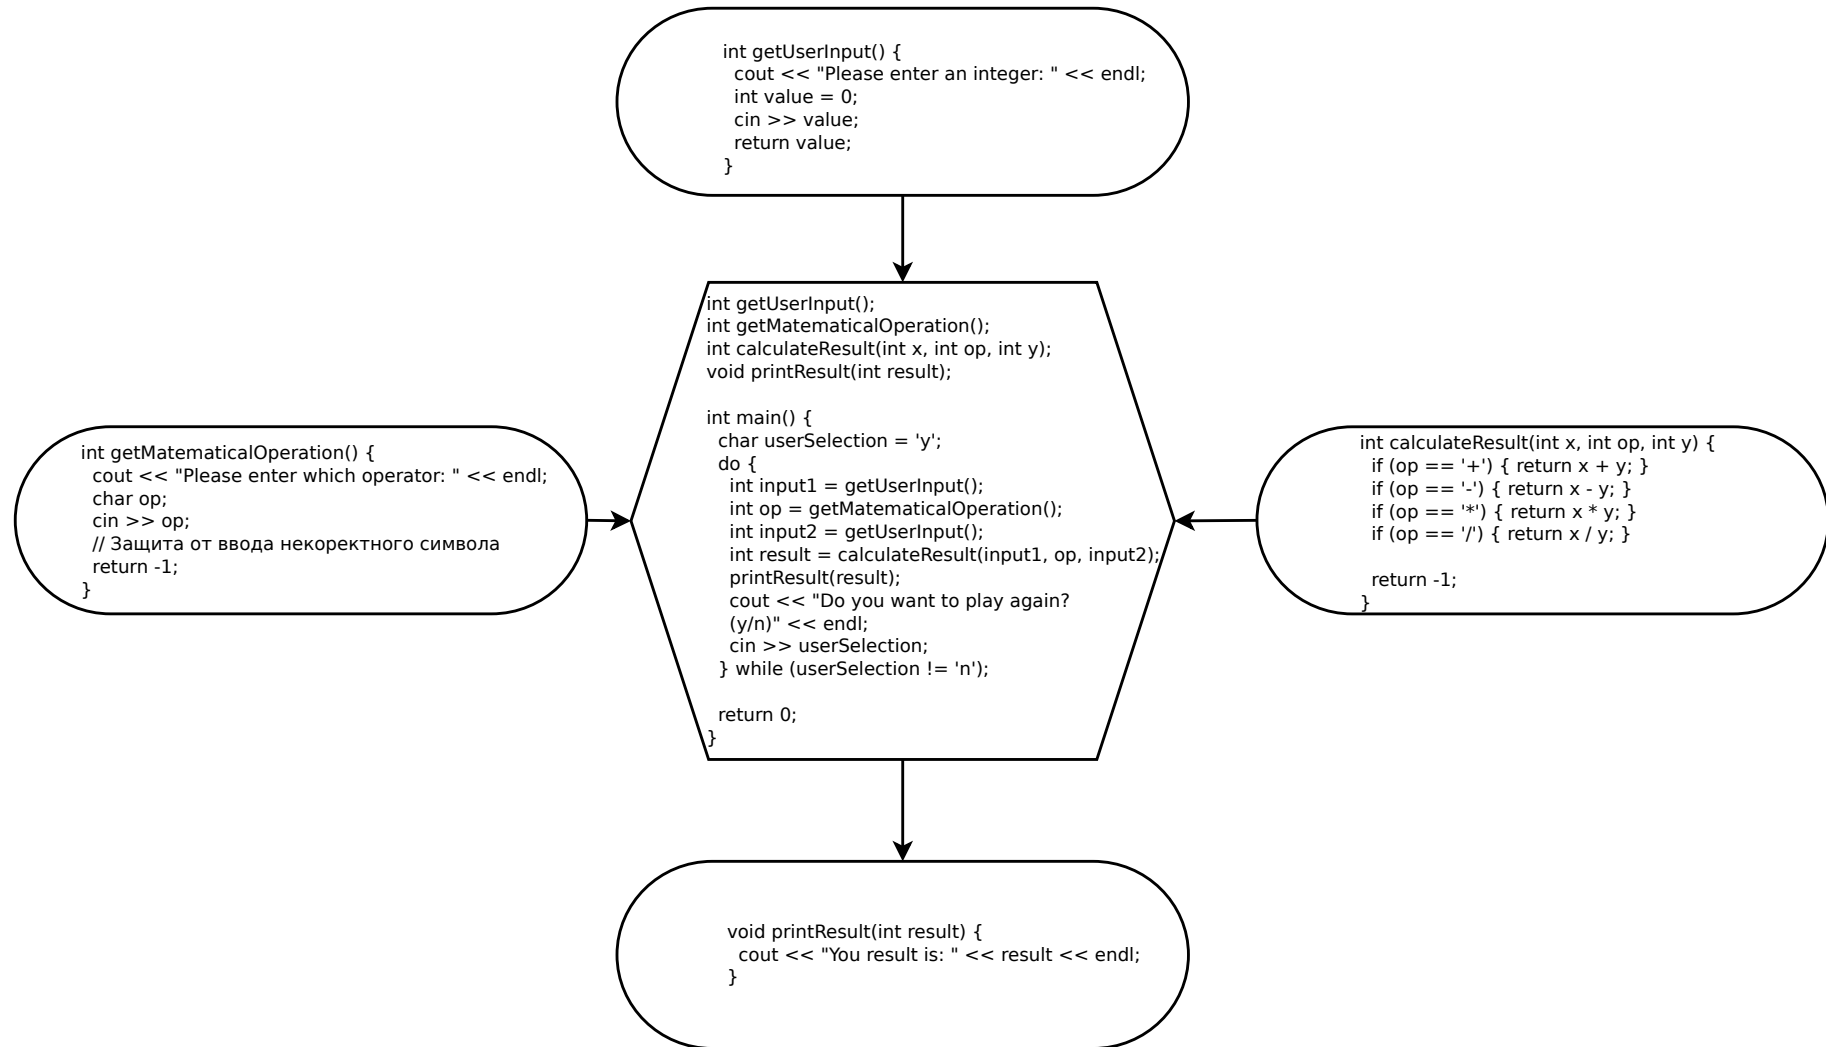 int getUserInput() {
  cout << "Please enter an integer: " << endl;
  int value = 0;
  cin >> value;
  return value;
}
int getMatematicalOperation() {
  cout << "Please enter which operator: " << endl;
  char op;
  cin >> op;
  // Защита от ввода некоректного символа
  return -1;
}
int getUserInput();
int getMatematicalOperation();
int calculateResult(int x, int op, int y);
void printResult(int result);

int main() {
  char userSelection = 'y';
  do {
    int input1 = getUserInput();
    int op = getMatematicalOperation();
    int input2 = getUserInput();
    int result = calculateResult(input1, op, input2);
    printResult(result);
    cout << "Do you want to play again?
    (y/n)" << endl;
    cin >> userSelection;
  } while (userSelection != 'n');

  return 0;
}
int calculateResult(int x, int op, int y) {
  if (op == '+') { return x + y; }
  if (op == '-') { return x - y; }
  if (op == '*') { return x * y; }
  if (op == '/') { return x / y; }

  return -1;
}
void printResult(int result) {
  cout << "You result is: " << result << endl;
}